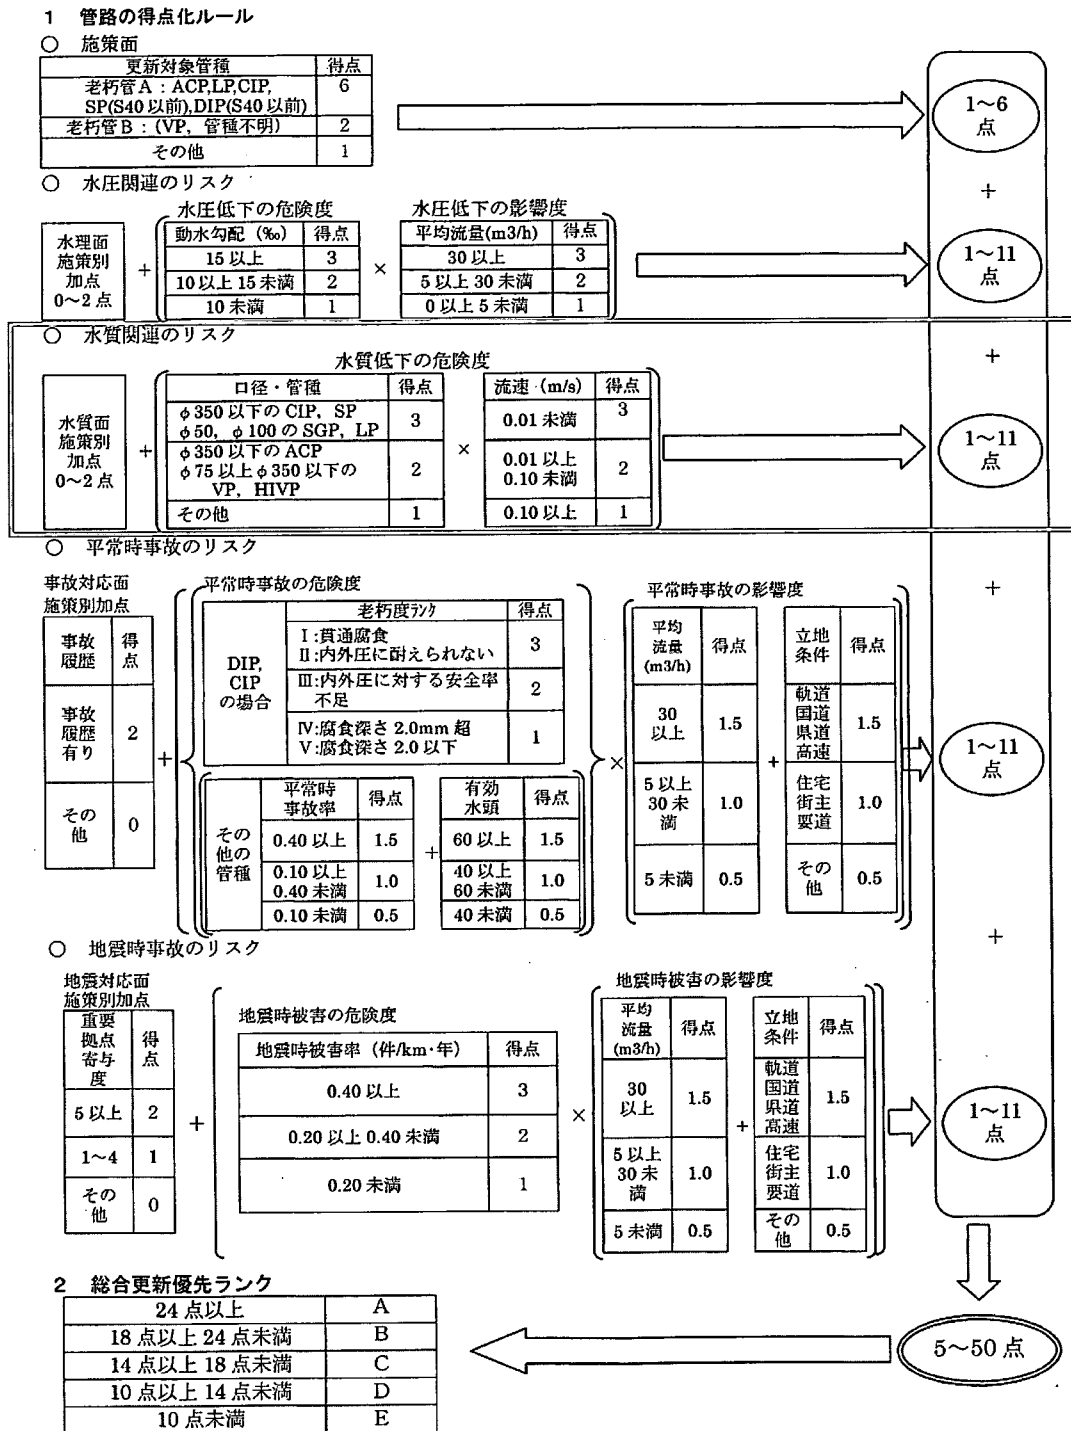 1 管路の得点化ルール
○ 施策面
更新対象管種 得点
老朽管A：ACP,LP,CIP, 6
SP(S40以前),DIP(S40以前)
老朽管B：(VP，管種不明) 2
その他 1
1～6
点
+
○ 水圧関連のリスク
水圧低下の危険度 水圧低下の影響度
水理面
施策別
加点
0～2点
+
動水勾配（‰） 得点
15以上 3
10以上15未満 2
10未満 1
×
平均流量(m3/h) 得点
30以上 3
5以上30未満 2
0以上5未満 1
1～11
点
+
○ 水質関連のリスク
水質低下の危険度
水質面
施策別
加点
0～2点
+
口径・管種 得点
φ350以下のCIP，SP 3
φ50，φ100のSGP，LP
φ350以下のACP 2
φ75以上φ350以下の
VP，HIVP
その他 1
×
流速（m/s） 得点
0.01未満 3
0.01以上 2
0.10未満
0.10以上 1
1～11
点
+
○ 平常時事故のリスク
事故対応面
施策別加点
事故
履歴
得
点
事故
履歴
有り
2
その
他
0
+
平常時事故の危険度
DIP,
CIP
の場合
老朽度ﾗﾝｸ 得点
Ⅰ:貫通腐食 3
Ⅱ:内外圧に耐えられない
Ⅲ:内外圧に対する安全率 2
不足
Ⅳ:腐食深さ2.0mm超 1
Ⅴ:腐食深さ2.0以下
その
他の
管種
平常時
事故率
得点
0.40以上 1.5
0.10以上 1.0
0.40未満
0.10未満 0.5
+
有効
水頭
得点
60以上 1.5
40以上 1.0
60未満
40未満 0.5
×
平常時事故の影響度
平均
流量
(m3/h)
得点
30
以上
1.5
5以上
30未
満
1.0
5未満 0.5
+
立地
条件
得点
軌道
国道
県道
高速
1.5
住宅
街主
要道
1.0
その
他
0.5
1～11
点
+
○ 地震時事故のリスク
地震対応面
施策別加点
重要
拠点
寄与
度
得
点
5以上 2
1～4 1
その
他
0
+
地震時被害の危険度
地震時被害率（件/km・年） 得点
0.40以上 3
0.20以上0.40未満 2
0.20未満 1
×
地震時被害の影響度
平均
流量
(m3/h)
得点
30
以上
1.5
5以上
30未
満
1.0
5未満 0.5
+
立地
条件
得点
軌道
国道
県道
高速
1.5
住宅
街主
要道
1.0
その
他
0.5
1～11
点
2 総合更新優先ランク
24点以上 A
18点以上24点未満 B
14点以上18点未満 C
10点以上14点未満 D
10点未満 E
5～50点